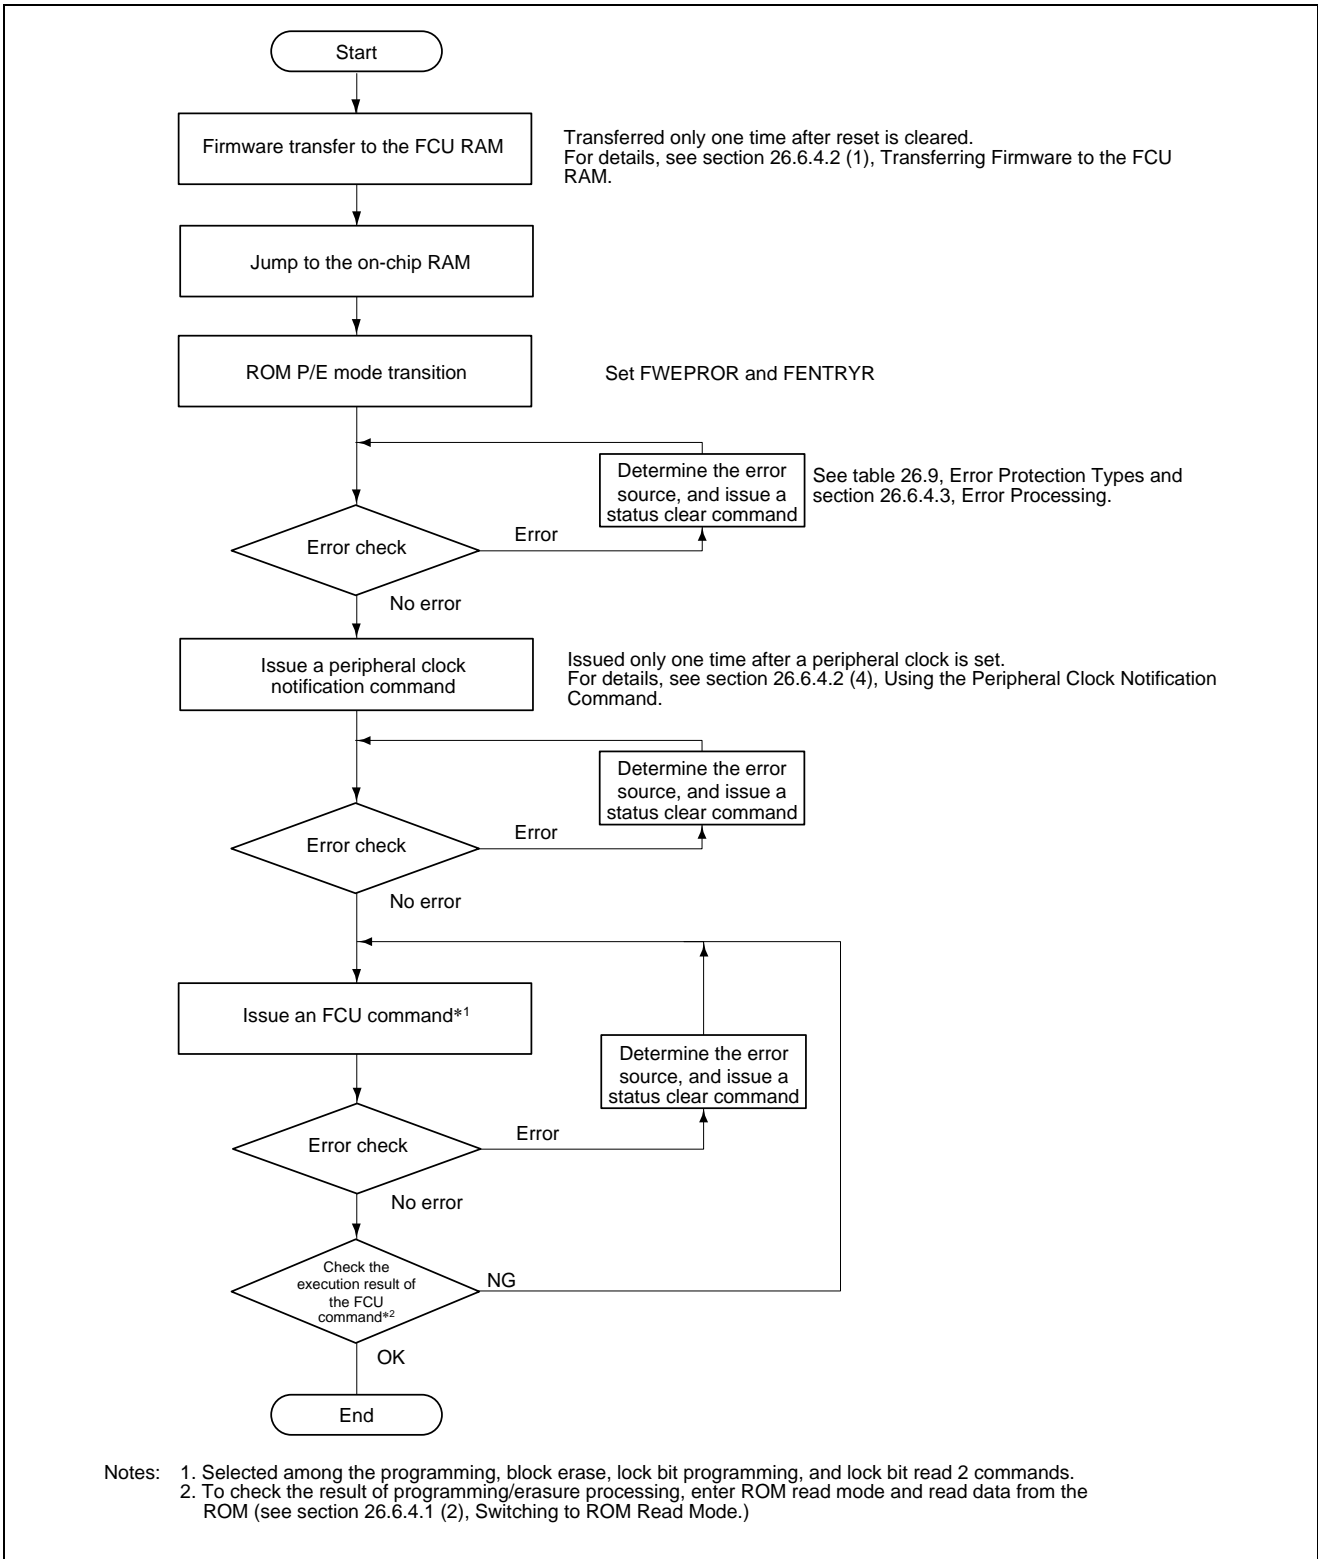 Start
Firmware transfer to the FCU RAM
Transferred only one time after reset is cleared.
For details, see section 26.6.4.2 (1), Transferring Firmware to the FCU
RAM.
Jump to the on-chip RAM
ROM P/E mode transition
Set FWEPROR and FENTRYR
Determine the error
source, and issue a
status clear command
See table 26.9, Error Protection Types and
section 26.6.4.3, Error Processing.
Error check
Error
No error
Issue a peripheral clock
notification command
Issued only one time after a peripheral clock is set.
For details, see section 26.6.4.2 (4), Using the Peripheral Clock Notification
Command.
Determine the error
source, and issue a
status clear command
Error check
Error
No error
Issue an FCU command*1
Determine the error
source, and issue a
status clear command
Error check
Error
No error
Check the
execution result of
the FCU
command*2
NG
OK
End
Notes: 1. Selected among the programming, block erase, lock bit programming, and lock bit read 2 commands.
2. To check the result of programming/erasure processing, enter ROM read mode and read data from the
ROM (see section 26.6.4.1 (2), Switching to ROM Read Mode.)